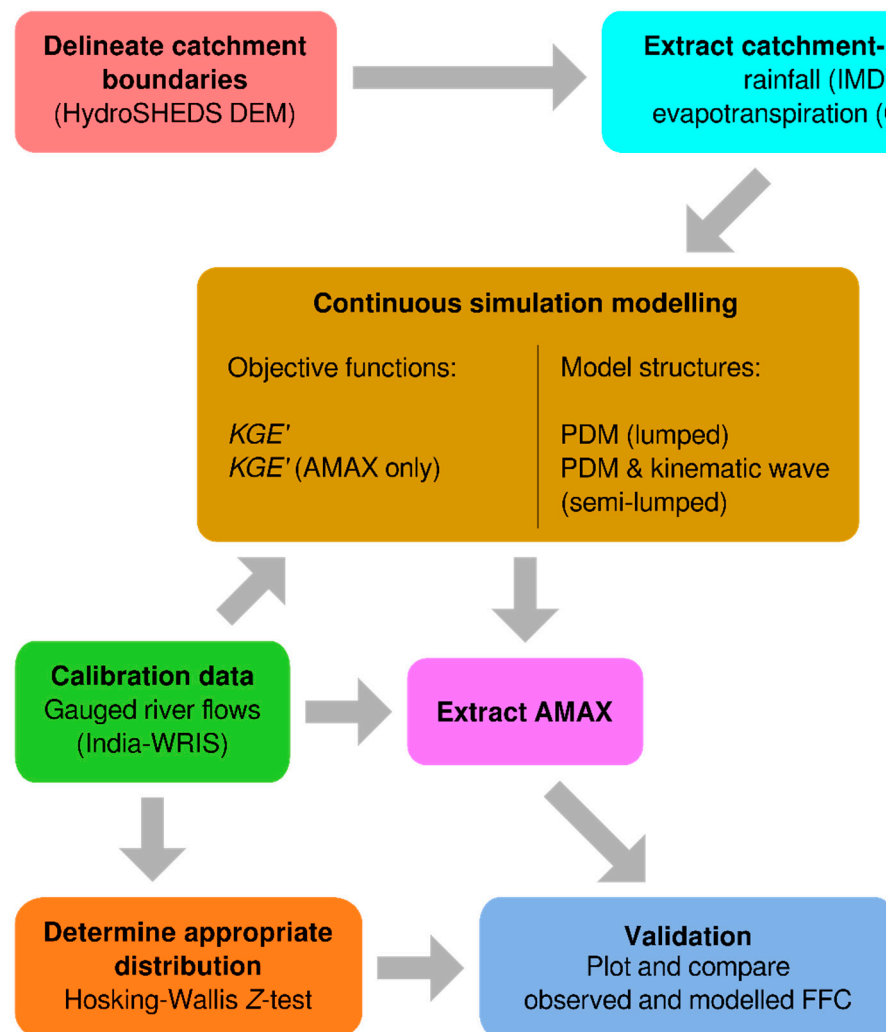 Delineate catchment
boundaries
(HydroSHEDS DEM)
Extract catchment-
rainfall (IMD
evapotranspiration (
Continuous simulation modelling
Objective functions:
KGE'
KGE' (AMAX only)
Model structures:
PDM (lumped)
PDM & kinematic wave
(semi-lumped)
Calibration data
Gauged river flows
(India-WRIS)
Extract AMAX
Determine appropriate
distribution
Hosking-Wallis Z-test
Validation
Plot and compare
observed and modelled FFC